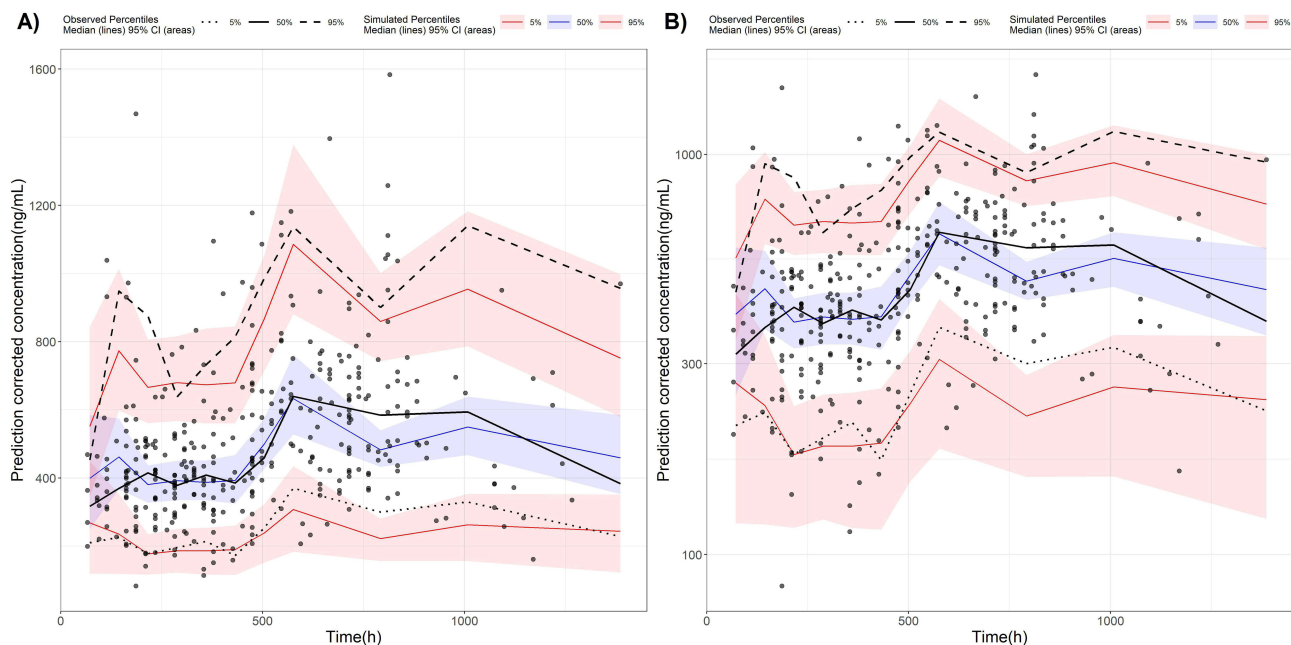 A)
Observed Percentiles
Median (lines) 95% CI (areas)
5% 50% 95%
Simulated Percentiles
Median (lines) 95% CI (areas)
5% 50% 95%
Prediction corrected concentration(ng/mL)
1600
1200
800
400
0 500 1000
Time(h)
B)
Observed Percentiles
Median (lines) 95% CI (areas)
5% 50% 95%
Simulated Percentiles
Median (lines) 95% CI (areas)
5% 50% 95%
Prediction corrected concentration(ng/mL)
1000
300
100
0 500 1000
Time(h)